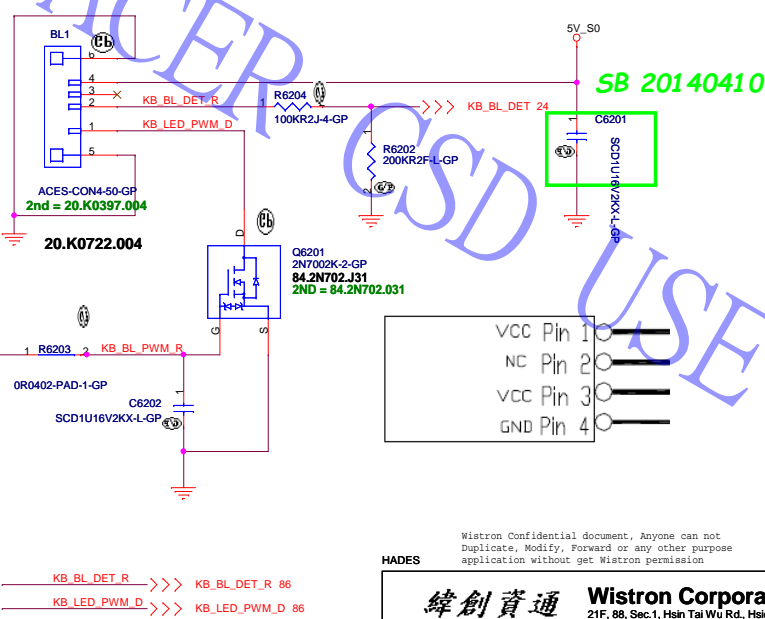 ACER CSD USE
BL1
6
4
3
2
1
5
KB_BL_DET_R
KB_LED_PWM_D
ACES-CON4-50-GP
2nd = 20.K0397.004
20.K0722.004
1
R6204
100KR2J-4-GP
KB_BL_DET 24
1
R6202
200KR2F-L-GP
2
5V_S0
SB 20140410
1
C6201
SCD1U16V2KX-L-GP
D
Q6201
2N7002K-2-GP
84.2N702.J31
2ND = 84.2N702.031
G
S
1
R6203
2
KB_BL_PWM_R
0R0402-PAD-1-GP
1
C6202
SCD1U16V2KX-L-GP
VCC Pin 1
NC Pin 2
VCC Pin 3
GND Pin 4
KB_BL_DET_R
KB_BL_DET_R 86
KB_LED_PWM_D
KB_LED_PWM_D 86
HADES
Wistron Confidential document, Anyone can not
Duplicate, Modify, Forward or any other purpose
application without get Wistron permission
緯創資通
Wistron Corpora
21F, 88, Sec.1, Hsin Tai Wu Rd., Hsi